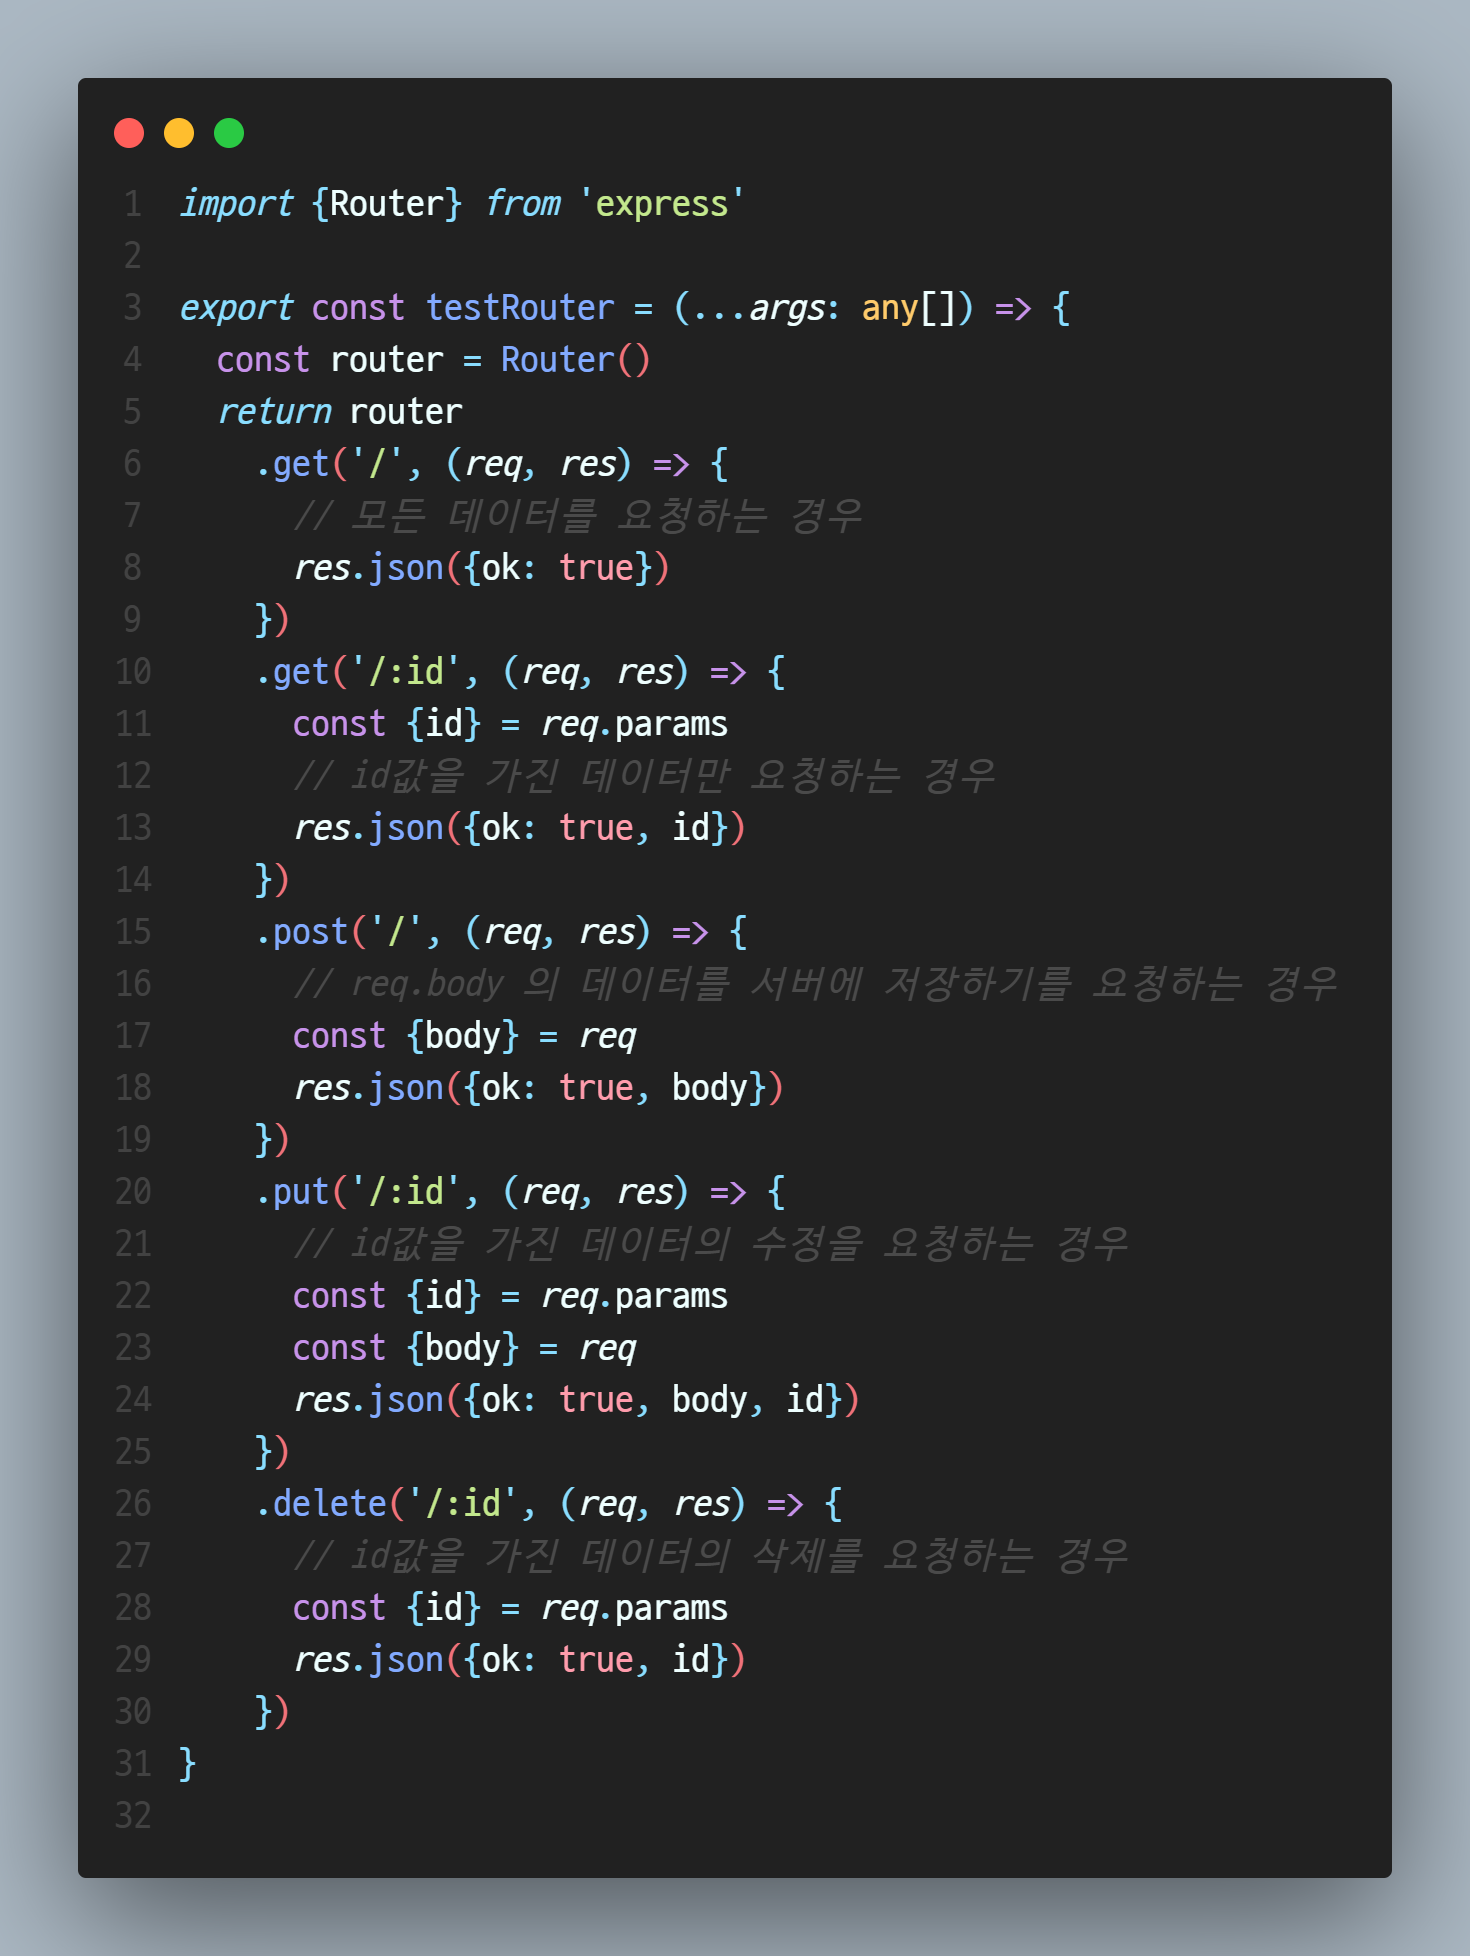 1 import {Router} from 'express'
2
3 export const testRouter = (...args: any[]) => {
4   const router = Router()
5   return router
6     .get('/', (req, res) => {
7       // 모든 데이터를 요청하는 경우
8       res.json({ok: true})
9     })
10     .get('/:id', (req, res) => {
11       const {id} = req.params
12       // id값을 가진 데이터만 요청하는 경우
13       res.json({ok: true, id})
14     })
15     .post('/', (req, res) => {
16       // req.body 의 데이터를 서버에 저장하기를 요청하는 경우
17       const {body} = req
18       res.json({ok: true, body})
19     })
20     .put('/:id', (req, res) => {
21       // id값을 가진 데이터의 수정을 요청하는 경우
22       const {id} = req.params
23       const {body} = req
24       res.json({ok: true, body, id})
25     })
26     .delete('/:id', (req, res) => {
27       // id값을 가진 데이터의 삭제를 요청하는 경우
28       const {id} = req.params
29       res.json({ok: true, id})
30     })
31 }
32